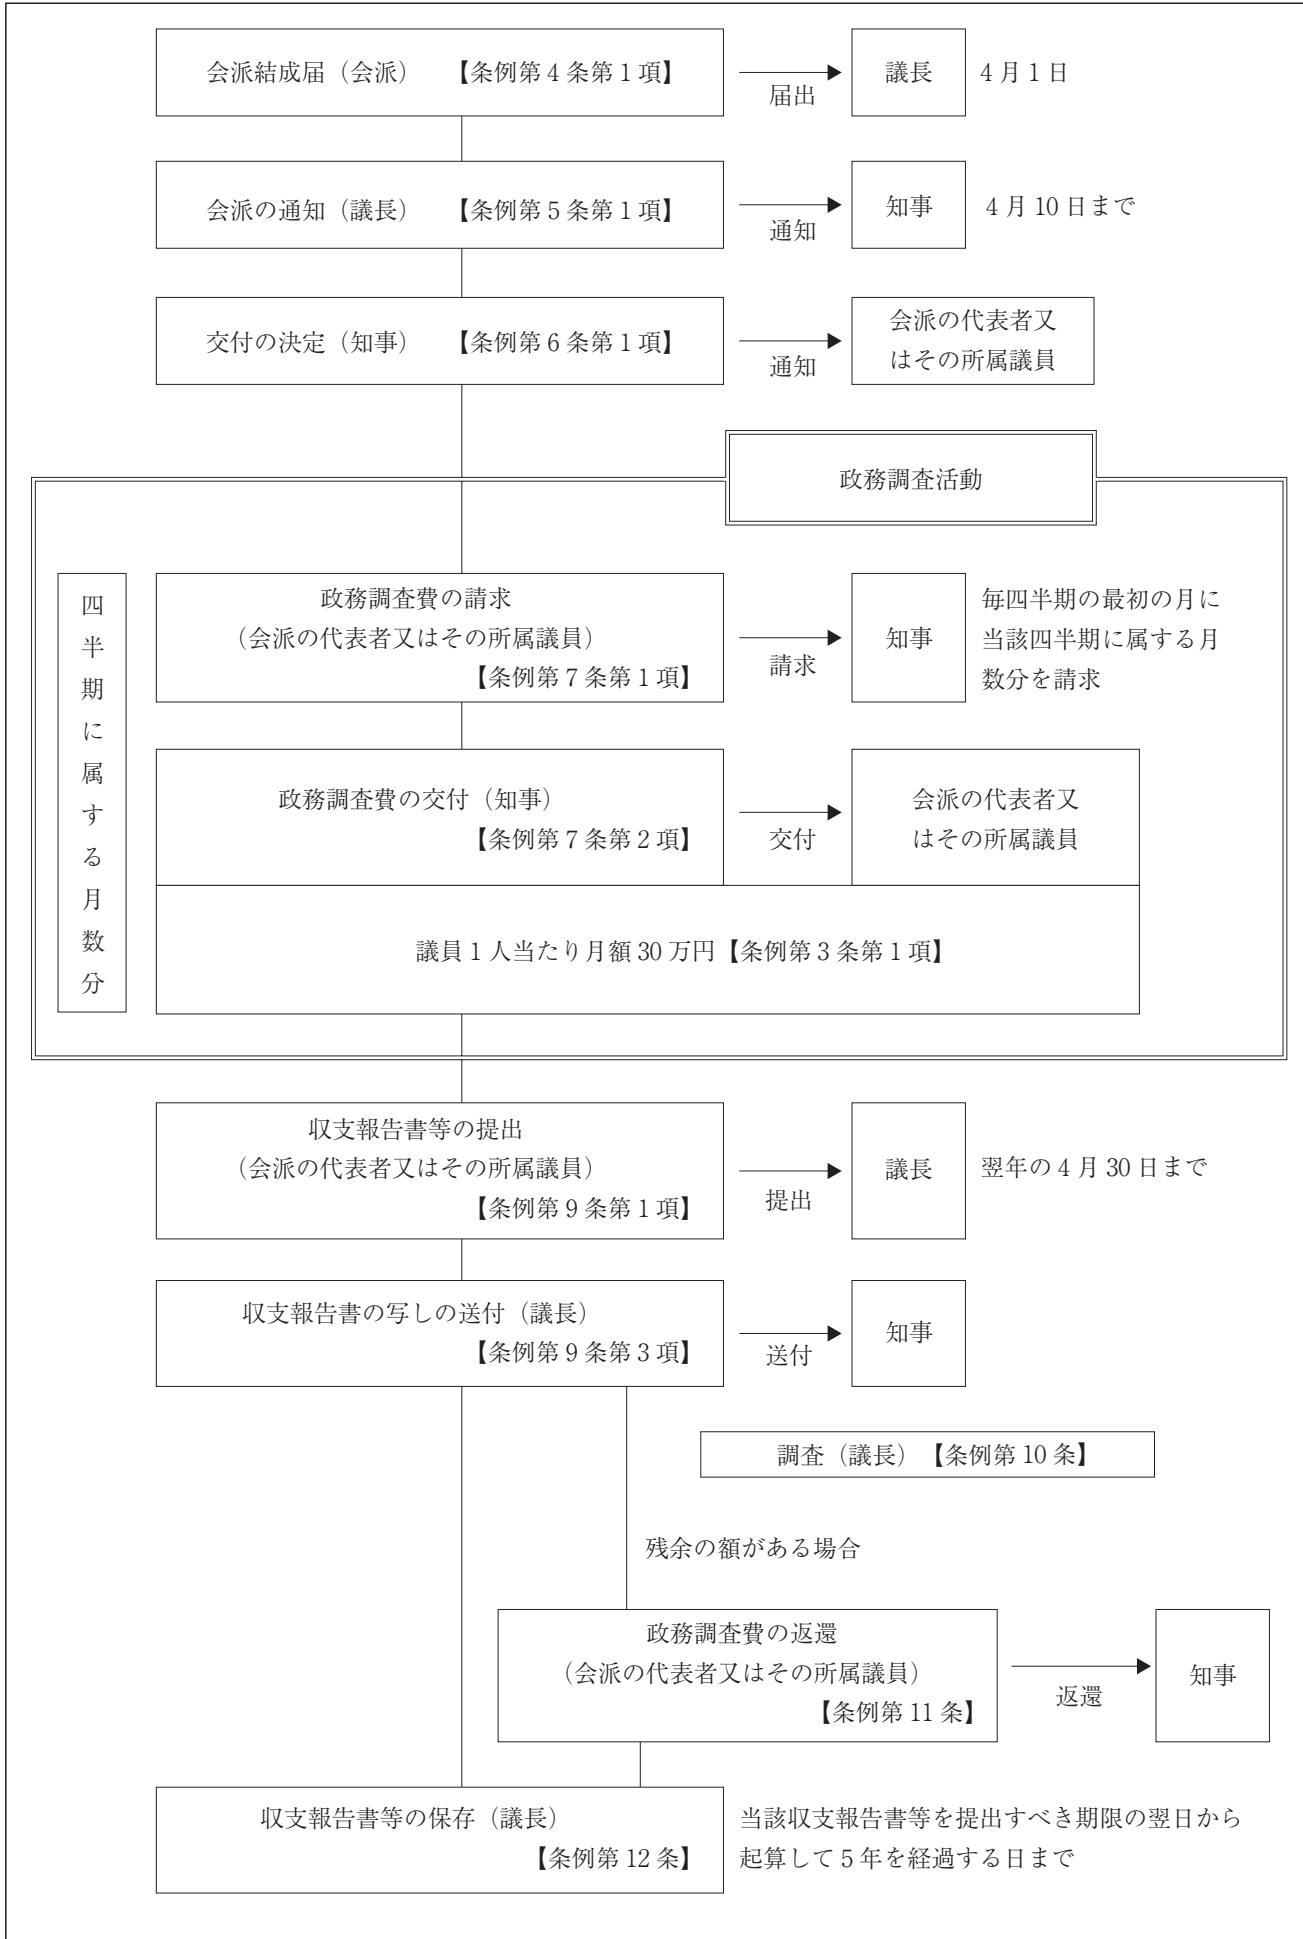 会派結成届（会派）　【条例第4条第1項】
届出
議長
4月1日
会派の通知（議長）　【条例第5条第1項】
通知
知事
4月10日まで
交付の決定（知事）　【条例第6条第1項】
通知
会派の代表者又
はその所属議員
政務調査活動
四半期に属する月数分
政務調査費の請求
（会派の代表者又はその所属議員）
【条例第7条第1項】
請求
知事
毎四半期の最初の月に
当該四半期に属する月
数分を請求
政務調査費の交付（知事）
【条例第7条第2項】
交付
会派の代表者又
はその所属議員
議員1人当たり月額30万円【条例第3条第1項】
収支報告書等の提出
（会派の代表者又はその所属議員）
【条例第9条第1項】
提出
議長
翌年の4月30日まで
収支報告書の写しの送付（議長）
【条例第9条第3項】
送付
知事
調査（議長）【条例第10条】
残余の額がある場合
政務調査費の返還
（会派の代表者又はその所属議員）
【条例第11条】
返還
知事
収支報告書等の保存（議長）
【条例第12条】
当該収支報告書等を提出すべき期限の翌日から
起算して5年を経過する日まで